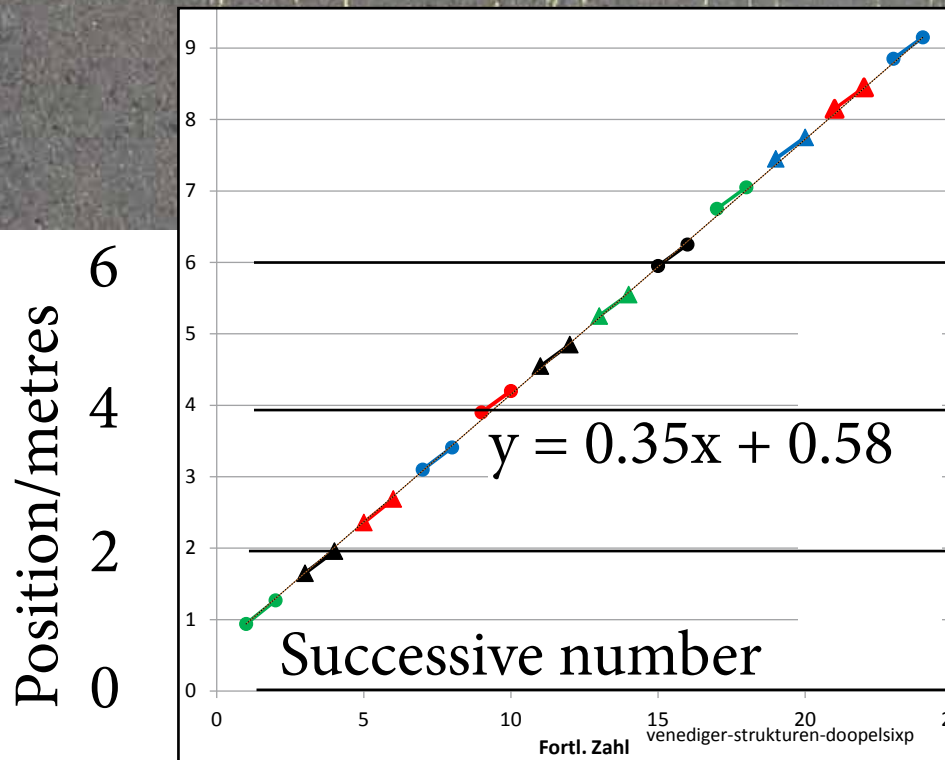 9
8
7
6
6
5
Position/metres
4
4
y = 0.35x + 0.58
3
2
2
1
Successive number
0
0
0 5 10 15 20 2
Fortl. Zahl
venediger-strukturen-doopelsixp